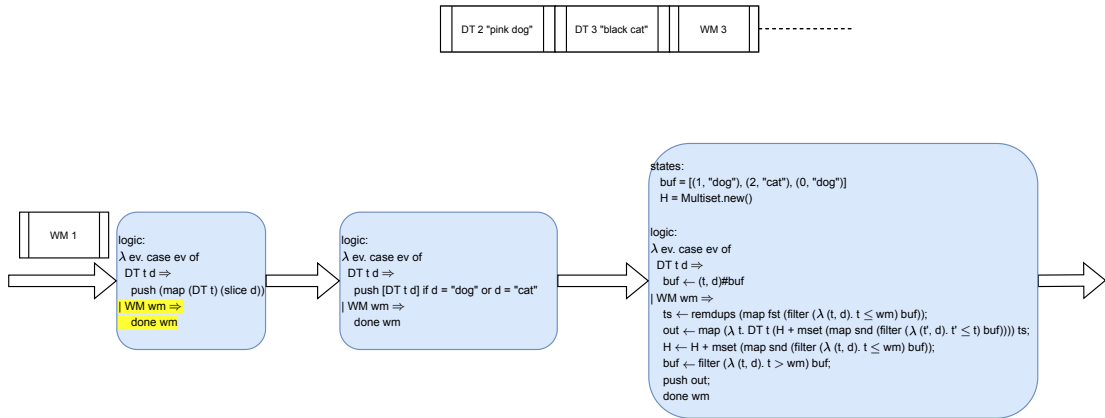 DT 2 "pink dog" DT 3 "black cat" WM 3
WM 1
logic:
λ ev. case ev of
DT t d ⇒
push (map (DT t) (slice d))
| WM wm ⇒
done wm
logic:
λ ev. case ev of
DT t d ⇒
push [DT t d] if d = "dog" or d = "cat"
| WM wm ⇒
done wm
states:
buf = [(1, "dog"), (2, "cat"), (0, "dog")]
H = Multiset.new()
logic:
λ ev. case ev of
DT t d ⇒
buf ← (t, d)#buf
| WM wm ⇒
ts ← remdups (map fst (filter (λ (t, d). t ≤ wm) buf));
out ← map (λ t. DT t (H + mset (map snd (filter (λ (t', d). t' ≤ t) buf)))) ts;
H ← H + mset (map snd (filter (λ (t, d). t ≤ wm) buf));
buf ← filter (λ (t, d). t > wm) buf;
push out;
done wm